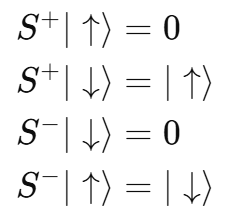 S⁺| ↑⟩ = 0
S⁺| ↓⟩ = | ↑⟩
S⁻| ↓⟩ = 0
S⁻| ↑⟩ = | ↓⟩